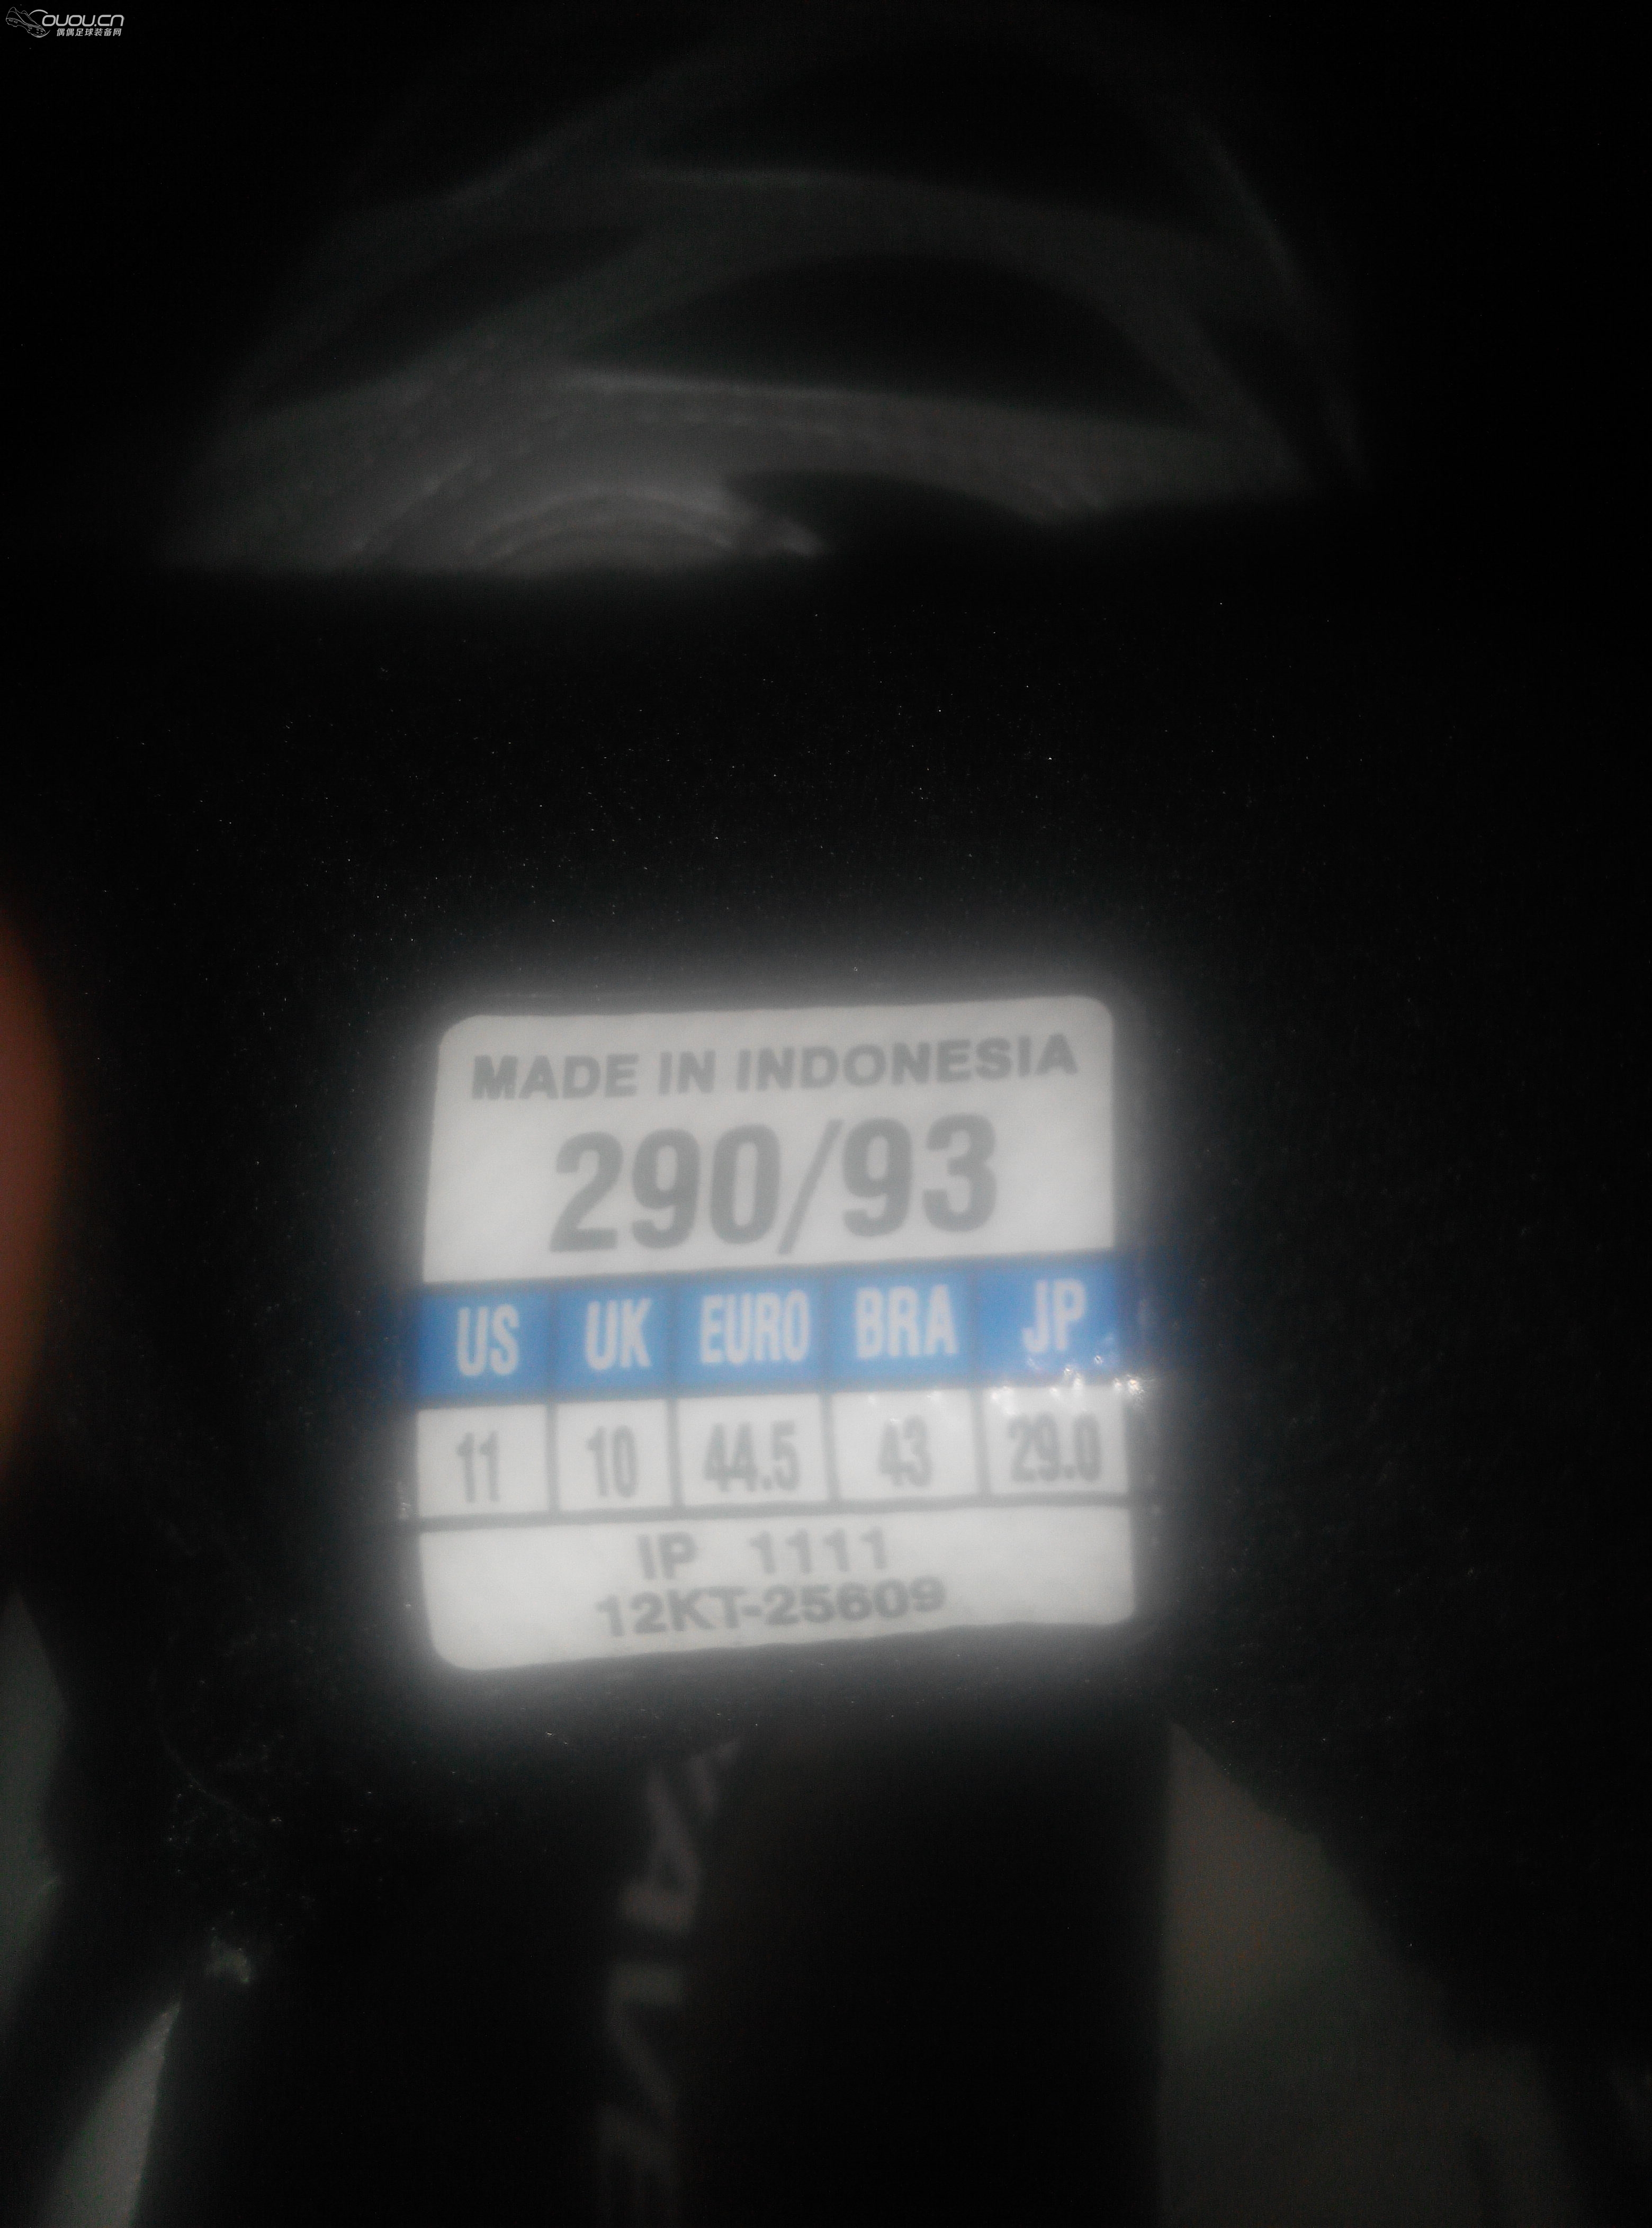 OUOU.CN
偶偶足球装备网
MADE IN INDONESIA
290/93
US UK EURO BRA JP
11 10 44.5 43 29.0
IP 1111
12KT-25609